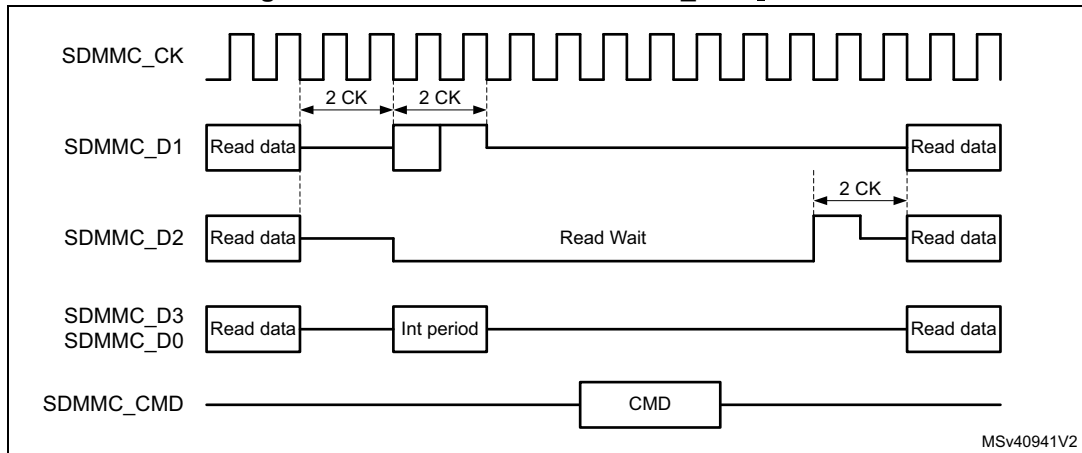 SDMMC_CK
2 CK 2 CK
SDMMC_D1 Read data Read data
2 CK
SDMMC_D2 Read data Read Wait Read data
SDMMC_D3
SDMMC_D0 Read data Int period Read data
SDMMC_CMD CMD
MSv40941V2